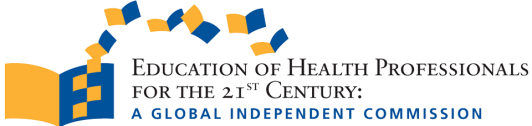 EDUCATION OF HEALTH PROFESSIONALS
FOR THE 21ST CENTURY:
A GLOBAL INDEPENDENT COMMISSION